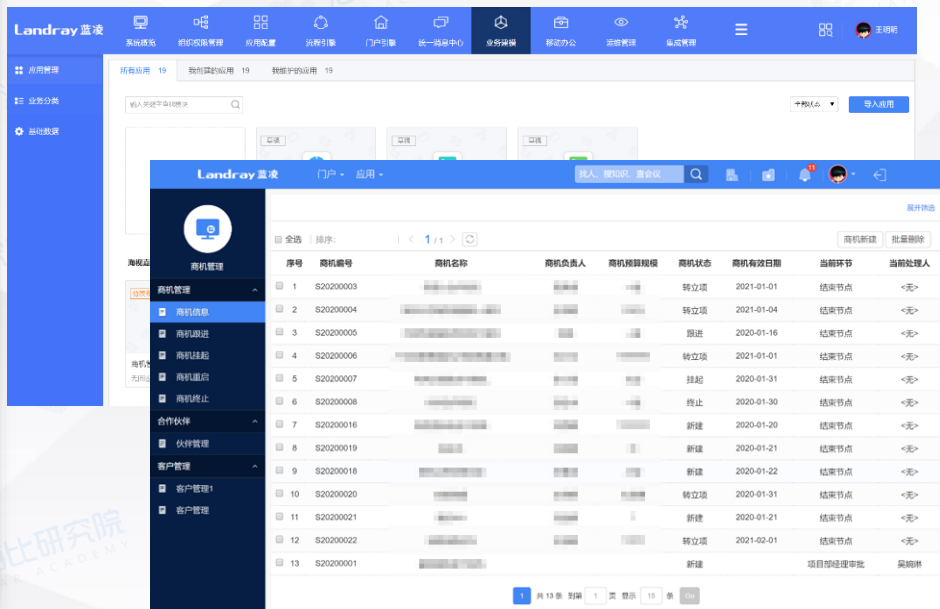 Landray 蓝凌
系统概览 组织权限管理 应用配置 流程引擎 门户引擎 统一消息中心 业务建模 移动办公 运维管理 集成管理 王明明
应用管理
业务分类
基础数据
所有应用 19 我创建的应用 19 我维护的应用 19
导入应用
草稿 草稿 草稿
Landray 蓝凌 门户 应用 找人、搜知识、查会议 11
展开筛选
商机管理
全选 排序: 1 / 1 商机新建 批量删除
序号 商机编号 商机名称 商机负责人 商机预算规模 商机状态 商机有效日期 当前环节 当前处理人
1 S20200003 转立项 2021-01-01 结束节点 <无>
2 S20200004 转立项 2021-01-04 结束节点 <无>
3 S20200005 跟进 2020-01-16 结束节点 <无>
4 S20200006 转立项 2021-01-01 结束节点 <无>
5 S20200007 挂起 2020-01-31 结束节点 <无>
6 S20200008 终止 2020-01-30 结束节点 <无>
7 S20200016 新建 2020-01-20 结束节点 <无>
8 S20200019 新建 2020-01-21 结束节点 <无>
9 S20200018 新建 2020-01-22 结束节点 <无>
10 S20200020 转立项 2020-01-31 结束节点 <无>
11 S20200021 新建 2020-01-21 结束节点 <无>
12 S20200022 转立项 2021-02-01 结束节点 <无>
13 S20200001 新建 项目部经理审批 吴婉琳
商机管理
商机信息
商机跟进
商机挂起
商机重启
商机终止
合作伙伴
伙伴管理
客户管理
客户管理1
客户管理
1 共 13 条 到第 1 页 显示 15 条 Go
比研究院
ACADEMY